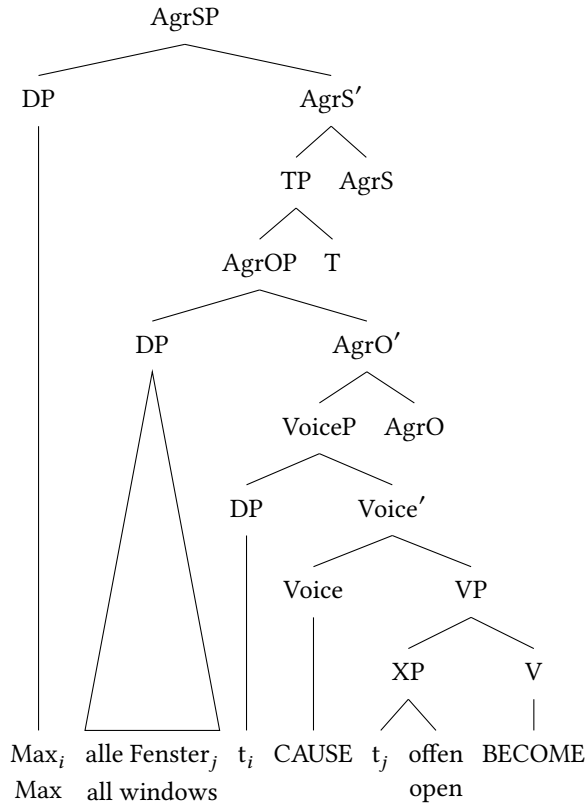 AgrSP
DP AgrS′
TP AgrS
AgrOP T
DP AgrO′
VoiceP AgrO
DP Voice′
Voice VP
XP V
Maxᵢ alle Fensterⱼ tᵢ CAUSE tⱼ offen BECOME
Max all windows open